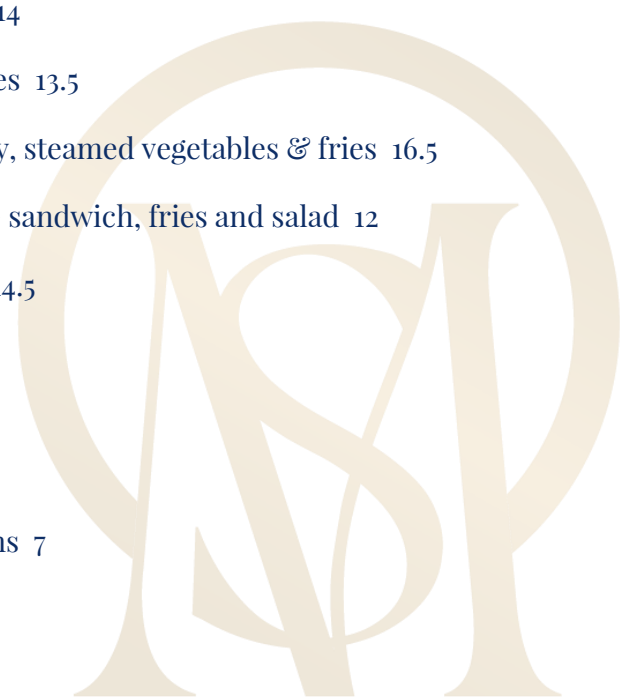 14
es 13.5
y, steamed vegetables & fries 16.5
sandwich, fries and salad 12
4.5
ns 7